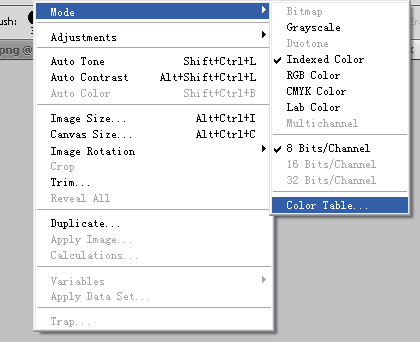 ush:
png @
Mode
Adjustments
Auto Tone Shift+Ctrl+L
Auto Contrast Alt+Shift+Ctrl+L
Auto Color Shift+Ctrl+B
Image Size... Alt+Ctrl+I
Canvas Size... Alt+Ctrl+C
Image Rotation
Crop
Trim...
Reveal All
Duplicate...
Apply Image...
Calculations...
Variables
Apply Data Set...
Trap...
Bitmap
Grayscale
Duotone
Indexed Color
RGB Color
CMYK Color
Lab Color
Multichannel
8 Bits/Channel
16 Bits/Channel
32 Bits/Channel
Color Table...